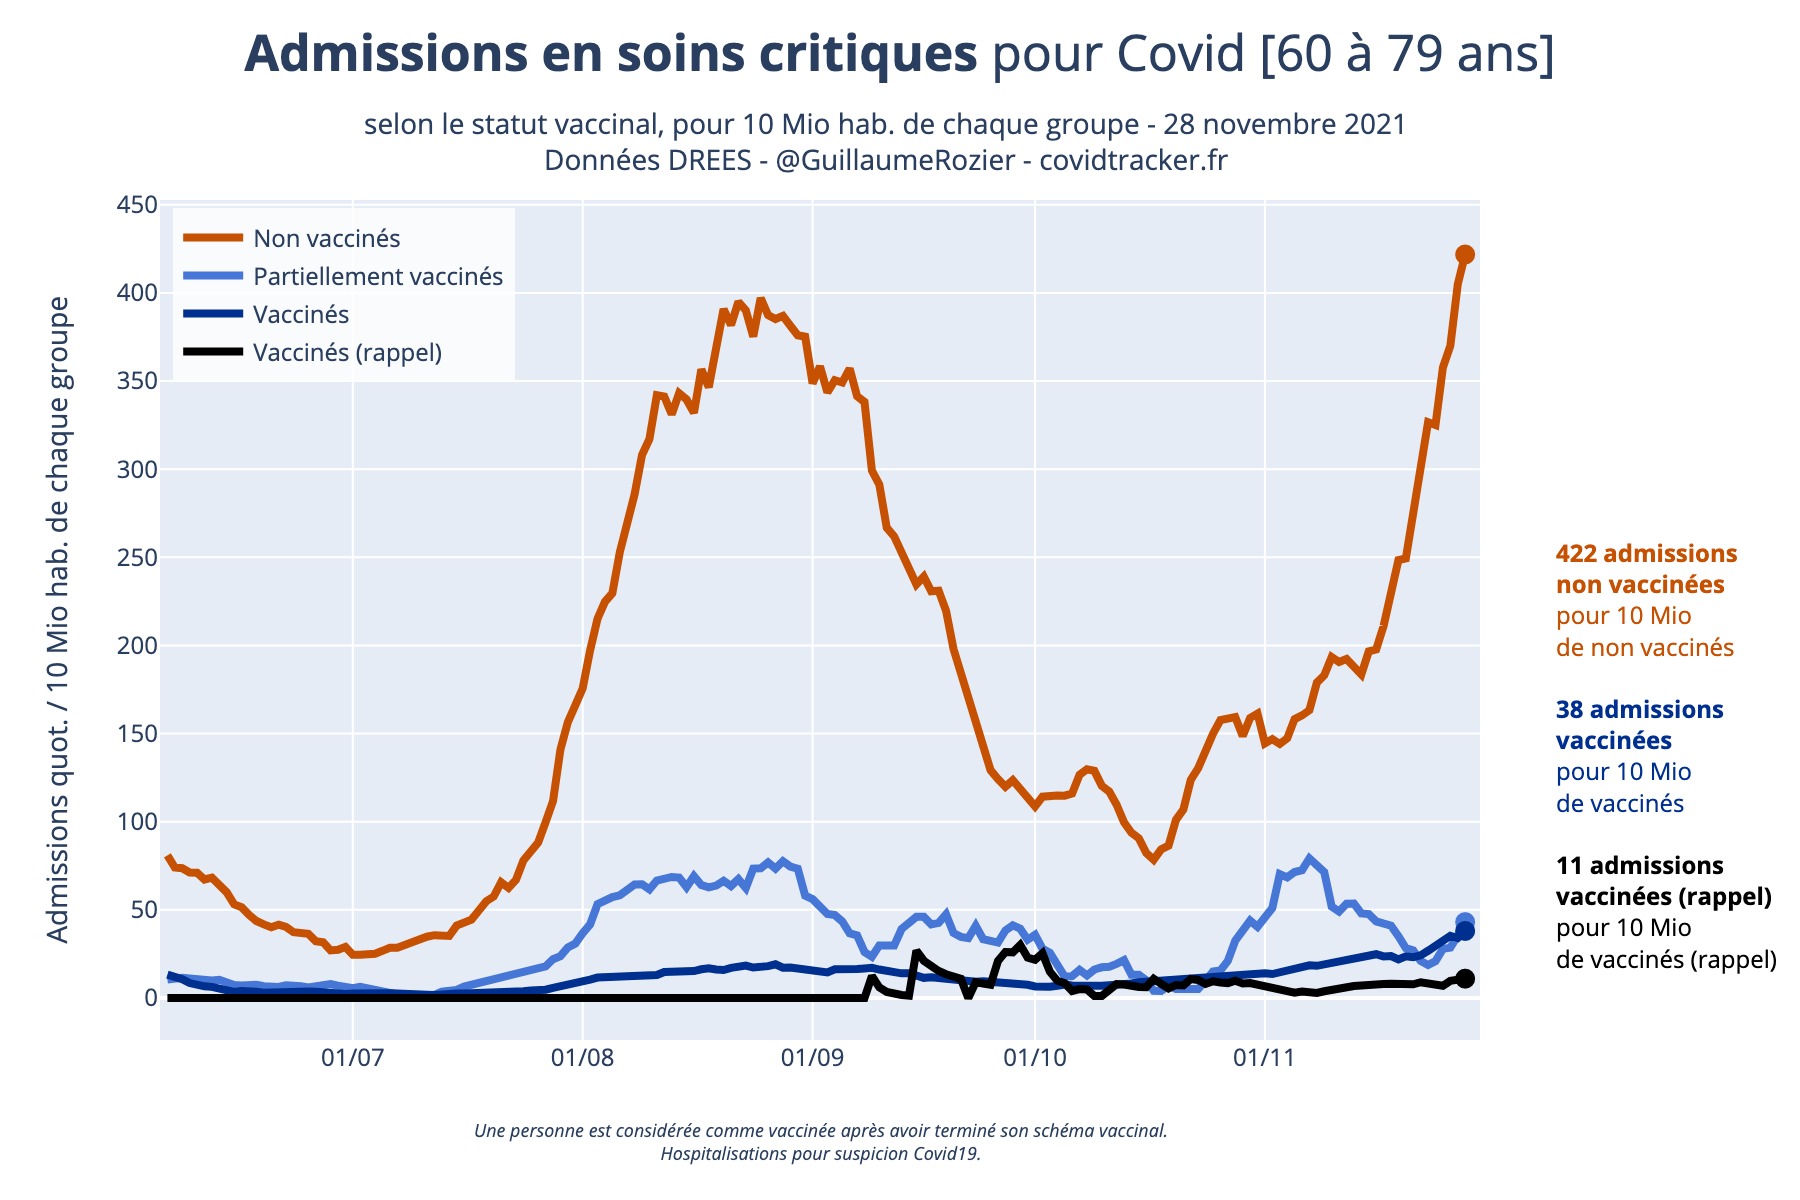 Admissions en soins critiques pour Covid [60 à 79 ans]
selon le statut vaccinal, pour 10 Mio hab. de chaque groupe - 28 novembre 2021
Données DREES - @GuillaumeRozier - covidtracker.fr
Admissions quot. / 10 Mio hab. de chaque groupe
450
400
350
300
250
200
150
100
50
0
Non vaccinés
Partiellement vaccinés
Vaccinés
Vaccinés (rappel)
01/07
01/08
01/09
01/10
01/11
422 admissions
non vaccinées
pour 10 Mio
de non vaccinés
38 admissions
vaccinées
pour 10 Mio
de vaccinés
11 admissions
vaccinées (rappel)
pour 10 Mio
de vaccinés (rappel)
Une personne est considérée comme vaccinée après avoir terminé son schéma vaccinal.
Hospitalisations pour suspicion Covid19.